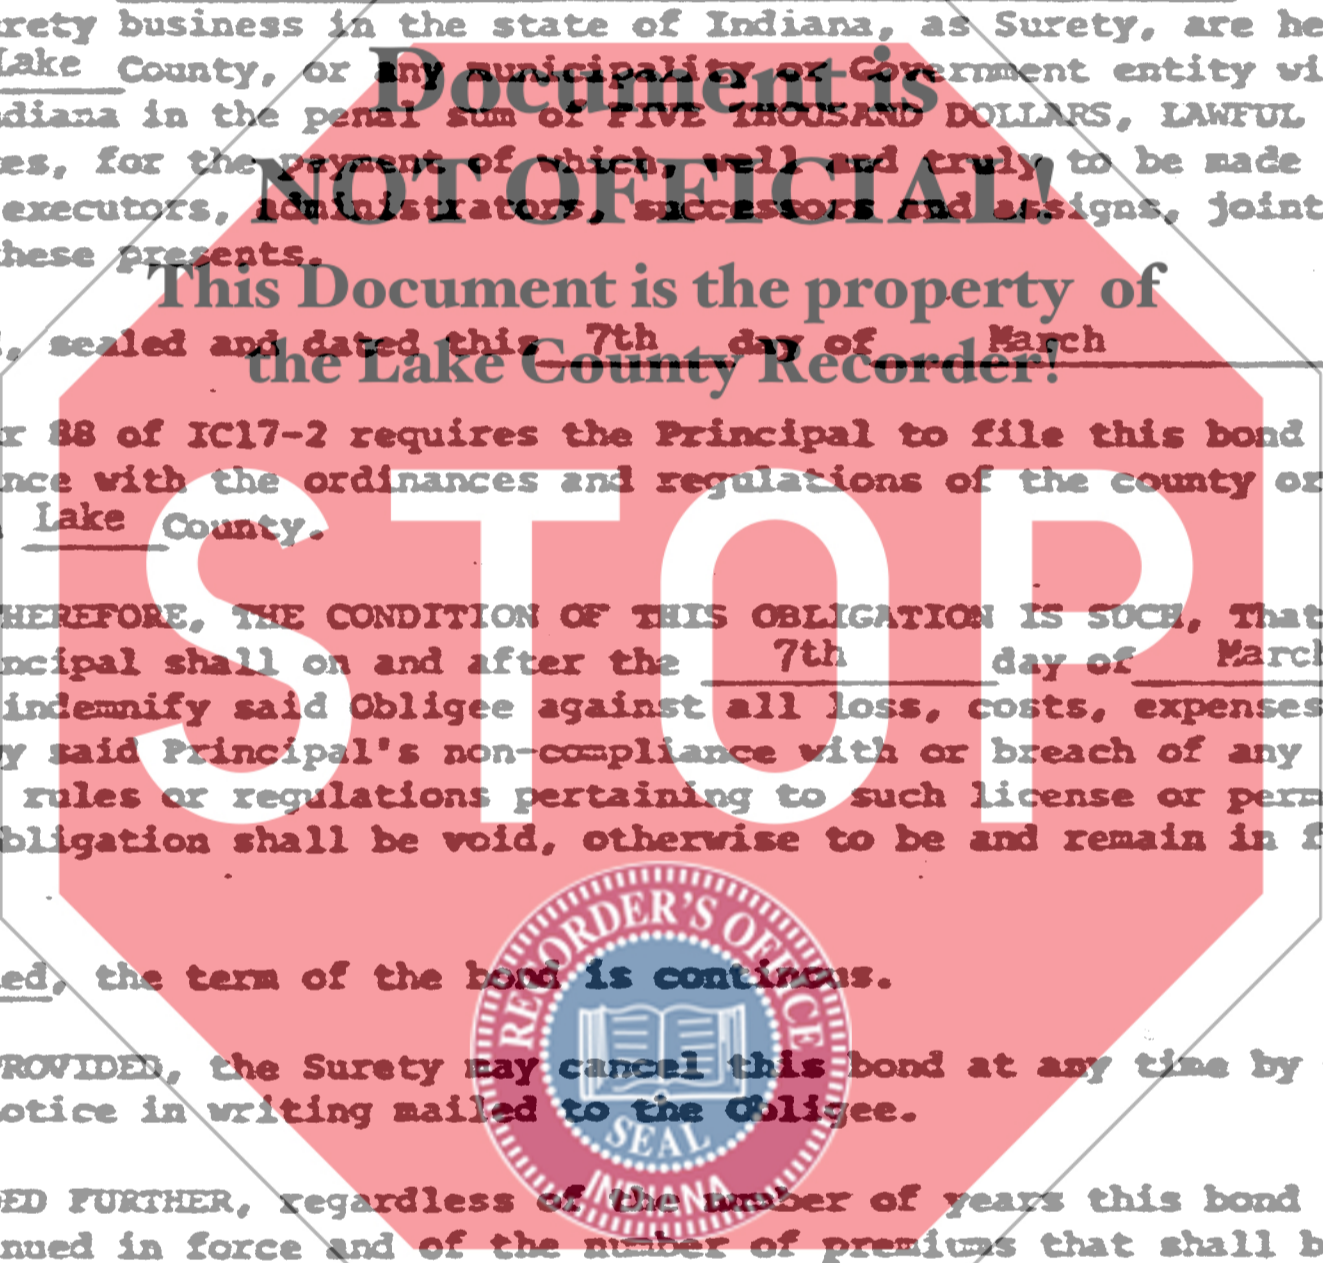 rety business in the state of Indiana, as Surety, are he
Lake County, or any municipality or Government entity wi
ndiana in the penal sum of FIVE THOUSAND DOLLARS, LAWFUL
es, for the payment of which, well and truly to be made
executors, administrators, successors and assigns, joint
hese presents.
Document is
NOT OFFICIAL!
This Document is the property of
the Lake County Recorder!
, sealed and dated this 7th day of March
r 88 of IC17-2 requires the Principal to file this bond
nce with the ordinances and regulations of the county or
Lake County.
STOP
HEREFORE, THE CONDITION OF THIS OBLIGATION IS SUCH, That
ncipal shall on and after the 7th day of March
indemnify said Obligee against all loss, costs, expenses
y said Principal's non-compliance with or breach of any
rules or regulations pertaining to such license or perm
bligation shall be void, otherwise to be and remain in f
ed, the term of the bond is continous.
ROVIDED, the Surety may cancel this bond at any time by
otice in writing mailed to the Obligee.
RECORDER'S OFFICE
SEAL
INDIANA
ED FURTHER, regardless of the number of years this bond
nued in force and of the number of premiums that shall b